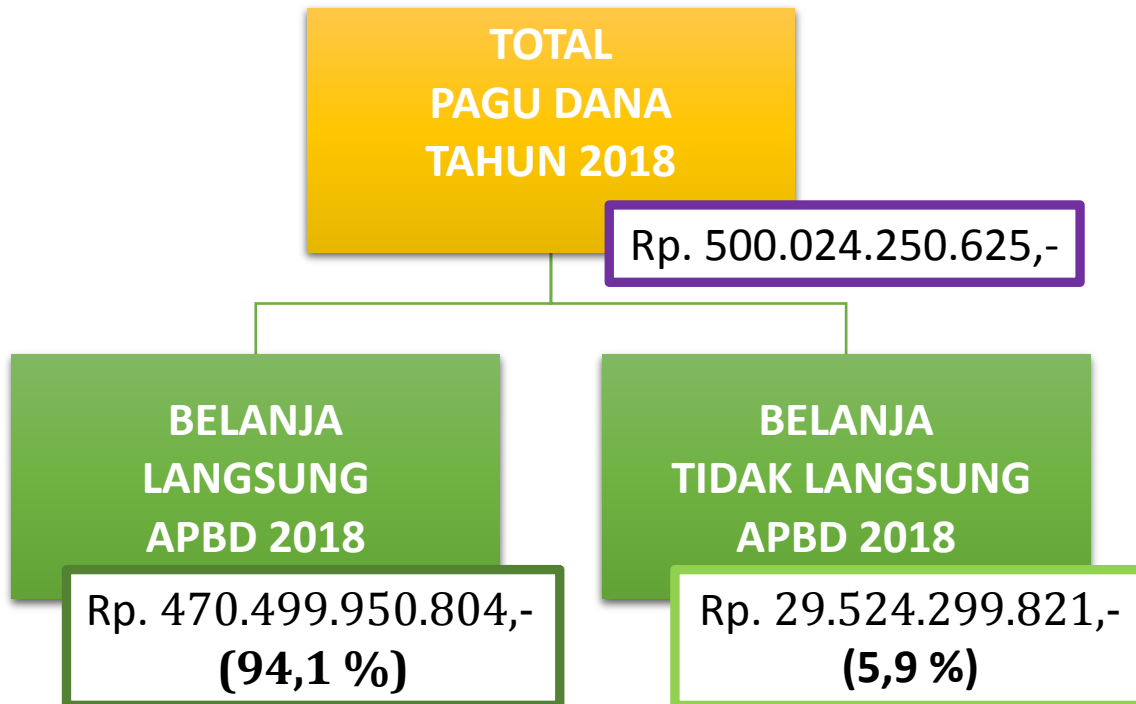 TOTAL
PAGU DANA
TAHUN 2018
Rp. 500.024.250.625,-
BELANJA
LANGSUNG
APBD 2018
Rp. 470.499.950.804,-
(94,1 %)
BELANJA
TIDAK LANGSUNG
APBD 2018
Rp. 29.524.299.821,-
(5,9 %)